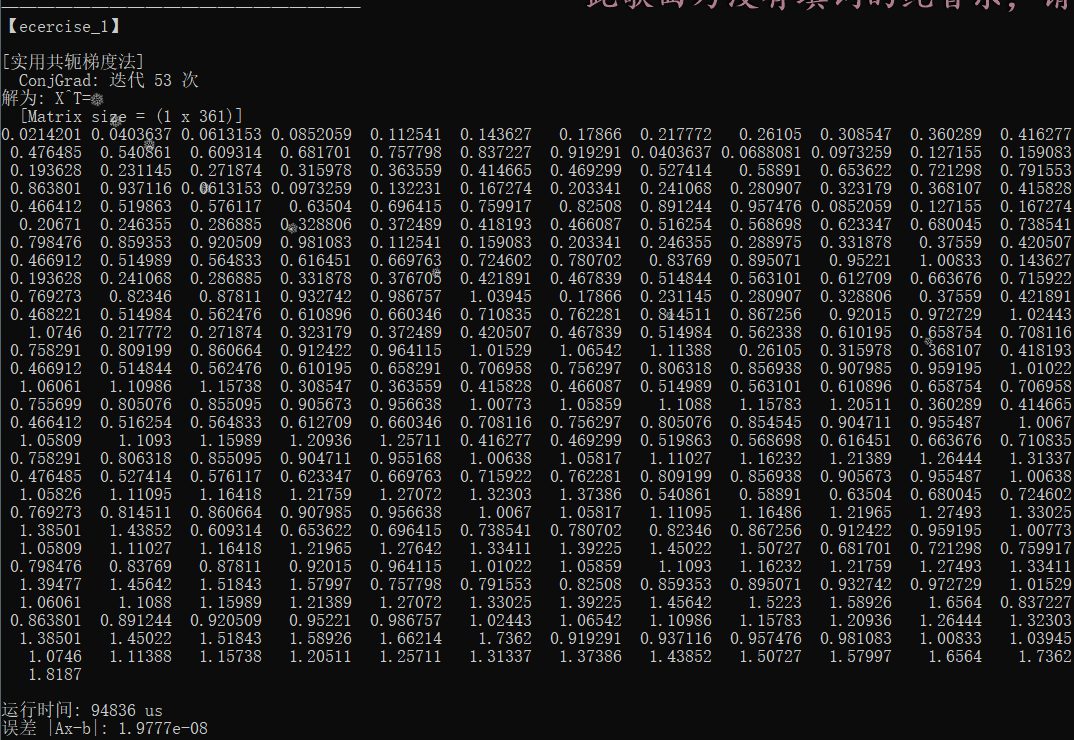 此歌曲为没有填词的纯音乐，请
【ecercise_1】
[实用共轭梯度法]
ConjGrad: 迭代 53 次
解为: X^T=
[Matrix size = (1 x 361)]
0.0214201 0.0403637 0.0613153 0.0852059 0.112541 0.143627 0.17866 0.217772 0.26105 0.308547 0.360289 0.416277
0.476485 0.540861 0.609314 0.681701 0.757798 0.837227 0.919291 0.0403637 0.0688081 0.0973259 0.127155 0.159083
0.193628 0.231145 0.271874 0.315978 0.363559 0.414665 0.469299 0.527414 0.58891 0.653622 0.721298 0.791553
0.863801 0.937116 0.0613153 0.0973259 0.132231 0.167274 0.203341 0.241068 0.280907 0.323179 0.368107 0.415828
0.466412 0.519863 0.576117 0.63504 0.696415 0.759917 0.82508 0.891244 0.957476 0.0852059 0.127155 0.167274
0.20671 0.246355 0.286885 0.328806 0.372489 0.418193 0.466087 0.516254 0.568698 0.623347 0.680045 0.738541
0.798476 0.859353 0.920509 0.981083 0.112541 0.159083 0.203341 0.246355 0.288975 0.331878 0.37559 0.420507
0.466912 0.514989 0.564833 0.616451 0.669763 0.724602 0.780702 0.83769 0.895071 0.95221 1.00833 0.143627
0.193628 0.241068 0.286885 0.331878 0.376705 0.421891 0.467839 0.514844 0.563101 0.612709 0.663676 0.715922
0.769273 0.82346 0.87811 0.932742 0.986757 1.03945 0.17866 0.231145 0.280907 0.328806 0.37559 0.421891
0.468221 0.514984 0.562476 0.610896 0.660346 0.710835 0.762281 0.814511 0.867256 0.92015 0.972729 1.02443
1.0746 0.217772 0.271874 0.323179 0.372489 0.420507 0.467839 0.514984 0.562338 0.610195 0.658754 0.708116
0.758291 0.809199 0.860664 0.912422 0.964115 1.01529 1.06542 1.11388 0.26105 0.315978 0.368107 0.418193
0.466912 0.514844 0.562476 0.610195 0.658291 0.706958 0.756297 0.806318 0.856938 0.907985 0.959195 1.01022
1.06061 1.10986 1.15738 0.308547 0.363559 0.415828 0.466087 0.514989 0.563101 0.610896 0.658754 0.706958
0.755699 0.805076 0.855095 0.905673 0.956638 1.00773 1.05859 1.1088 1.15783 1.20511 0.360289 0.414665
0.466412 0.516254 0.564833 0.612709 0.660346 0.708116 0.756297 0.805076 0.854545 0.904711 0.955487 1.0067
1.05809 1.1093 1.15989 1.20936 1.25711 0.416277 0.469299 0.519863 0.568698 0.616451 0.663676 0.710835
0.758291 0.806318 0.855095 0.904711 0.955168 1.00638 1.05817 1.11027 1.16232 1.21389 1.26444 1.31337
0.476485 0.527414 0.576117 0.623347 0.669763 0.715922 0.762281 0.809199 0.856938 0.905673 0.955487 1.00638
1.05826 1.11095 1.16418 1.21759 1.27072 1.32303 1.37386 0.540861 0.58891 0.63504 0.680045 0.724602
0.769273 0.814511 0.860664 0.907985 0.956638 1.0067 1.05817 1.11095 1.16486 1.21965 1.27493 1.33025
1.38501 1.43852 0.609314 0.653622 0.696415 0.738541 0.780702 0.82346 0.867256 0.912422 0.959195 1.00773
1.05809 1.11027 1.16418 1.21965 1.27642 1.33411 1.39225 1.45022 1.50727 0.681701 0.721298 0.759917
0.798476 0.83769 0.87811 0.92015 0.964115 1.01022 1.05859 1.1093 1.16232 1.21759 1.27493 1.33411
1.39477 1.45642 1.51843 1.57997 0.757798 0.791553 0.82508 0.859353 0.895071 0.932742 0.972729 1.01529
1.06061 1.1088 1.15989 1.21389 1.27072 1.33025 1.39225 1.45642 1.5223 1.58926 1.6564 0.837227
0.863801 0.891244 0.920509 0.95221 0.986757 1.02443 1.06542 1.10986 1.15783 1.20936 1.26444 1.32303
1.38501 1.45022 1.51843 1.58926 1.66214 1.7362 0.919291 0.937116 0.957476 0.981083 1.00833 1.03945
1.0746 1.11388 1.15738 1.20511 1.25711 1.31337 1.37386 1.43852 1.50727 1.57997 1.6564 1.7362
1.8187
运行时间: 94836 us
误差 |Ax-b|: 1.9777e-08